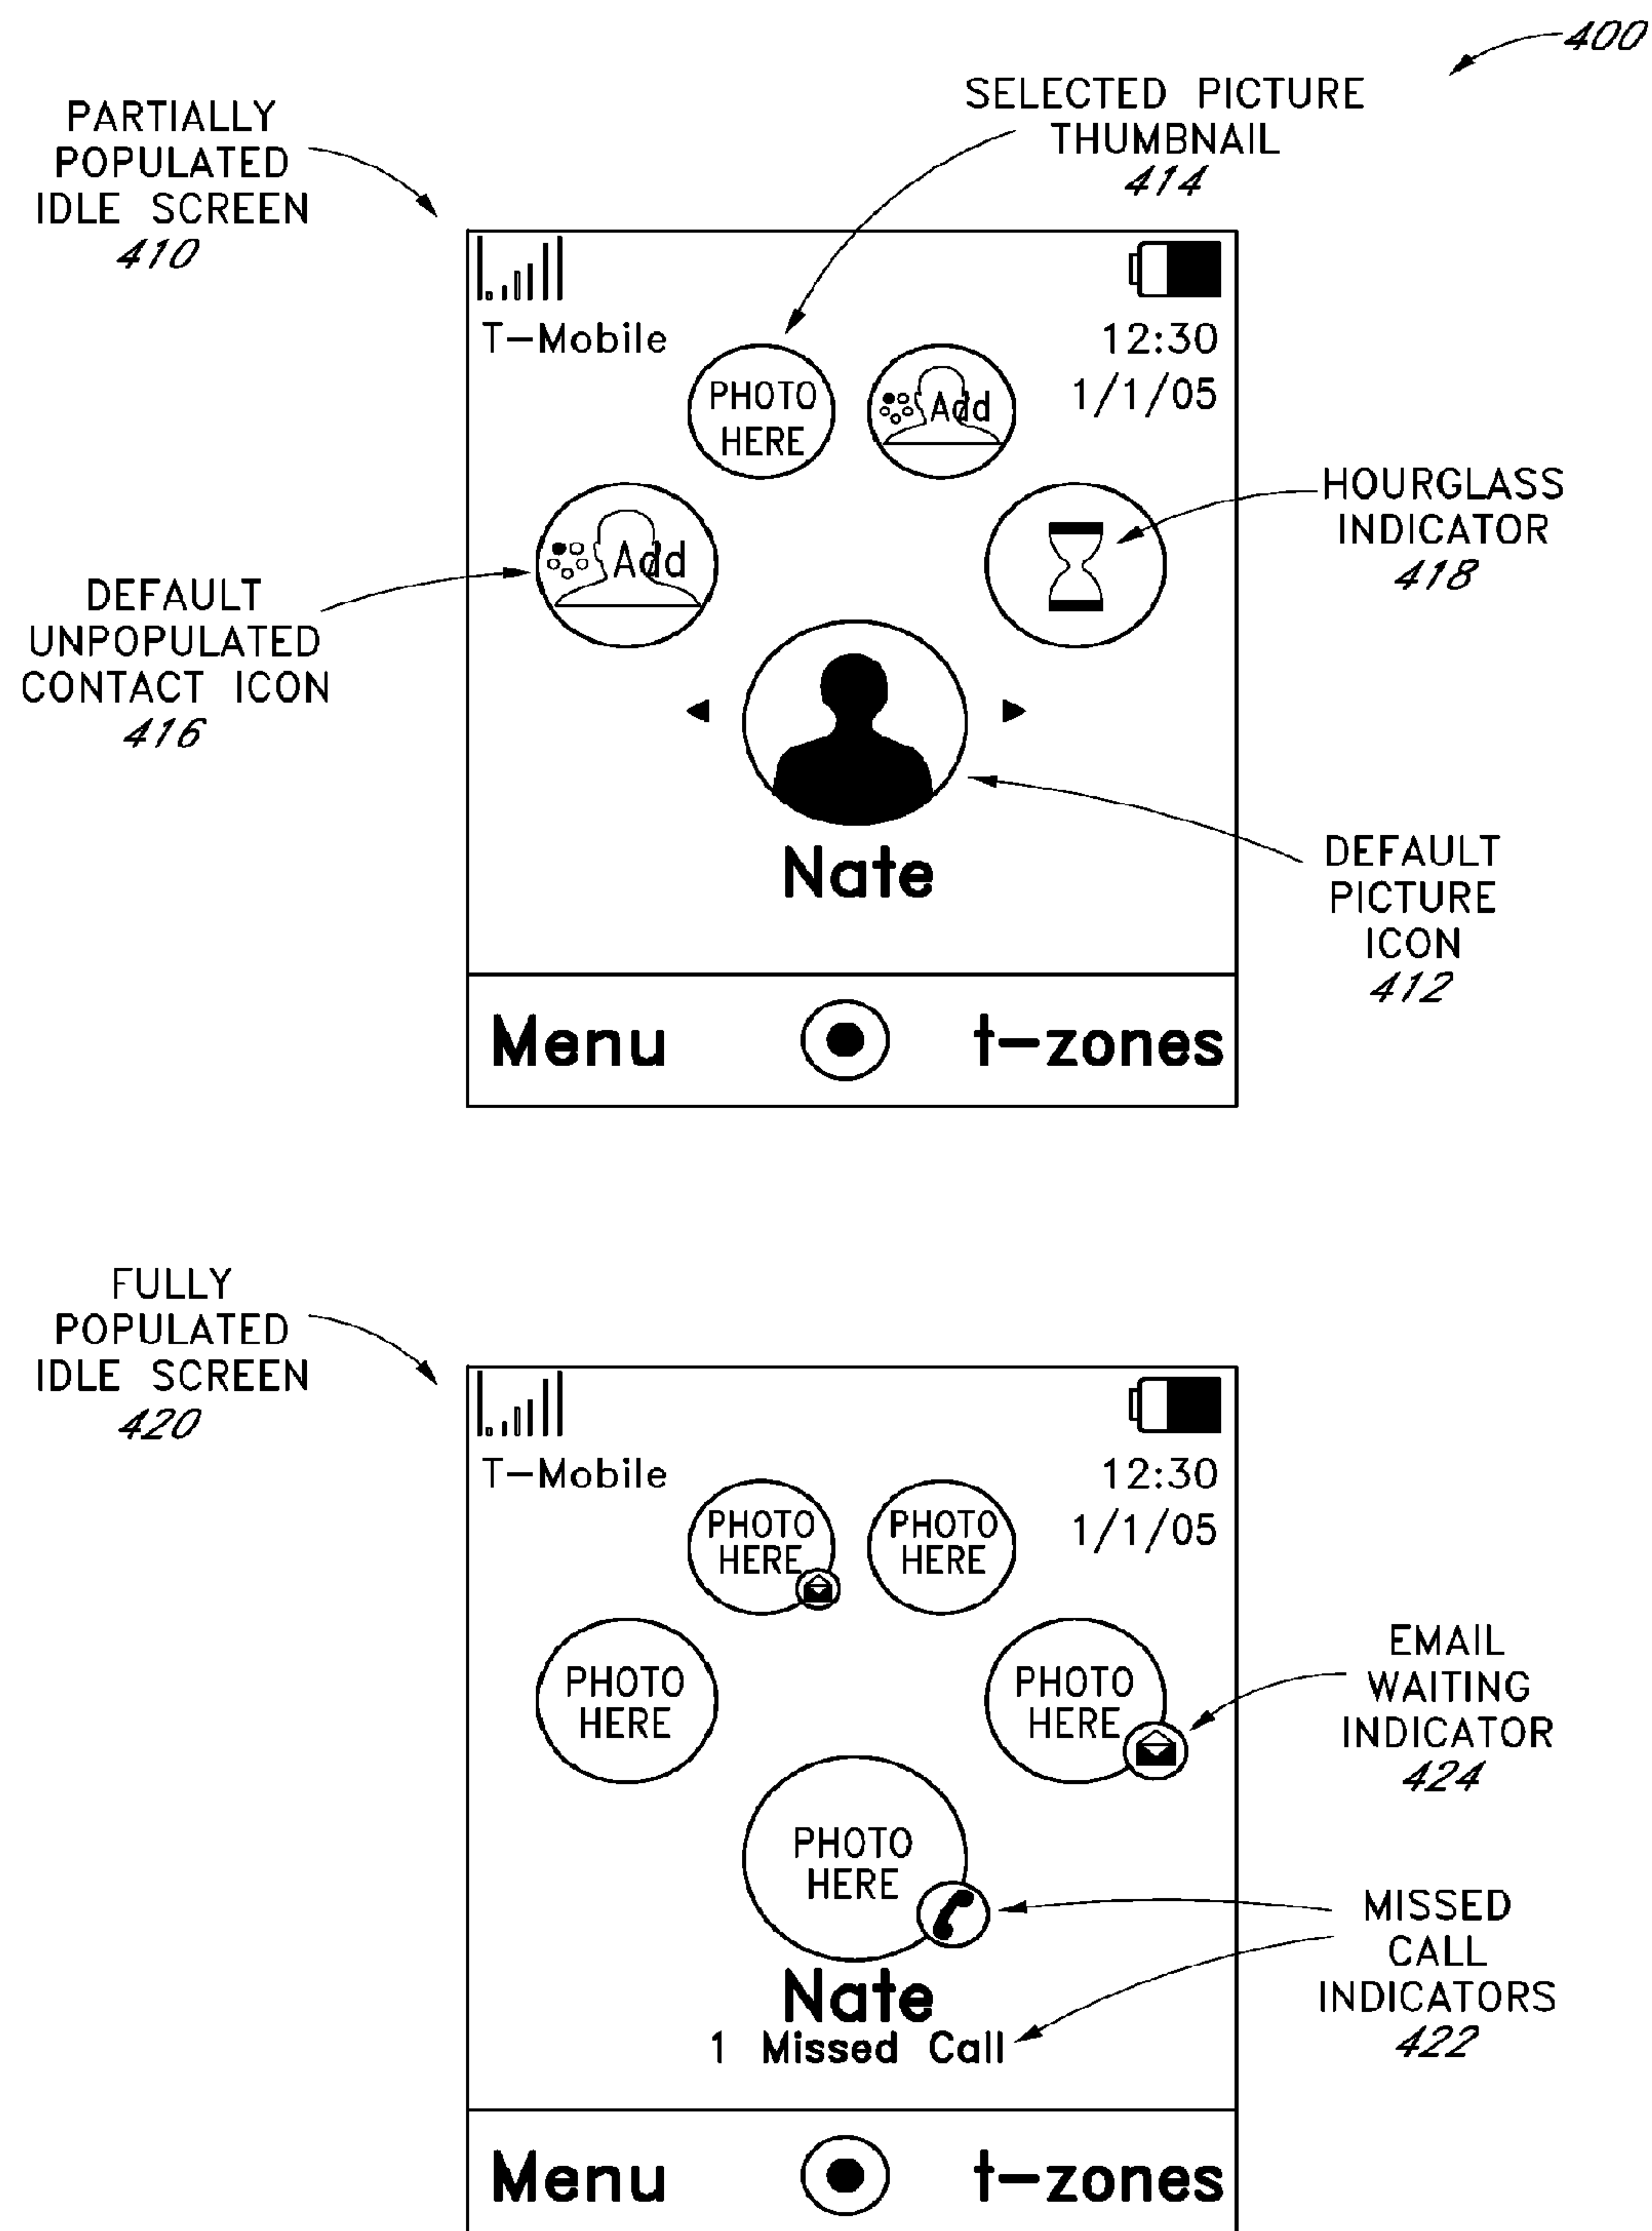 400
SELECTED PICTURE
THUMBNAIL
414
PARTIALLY
POPULATED
IDLE SCREEN
410
T-Mobile
12:30
1/1/05
PHOTO
HERE
Add
Add
HOURGLASS
INDICATOR
418
DEFAULT
UNPOPULATED
CONTACT ICON
416
Nate
DEFAULT
PICTURE
ICON
412
Menu
t-zones
FULLY
POPULATED
IDLE SCREEN
420
T-Mobile
12:30
1/1/05
PHOTO
HERE
PHOTO
HERE
PHOTO
HERE
PHOTO
HERE
EMAIL
WAITING
INDICATOR
424
PHOTO
HERE
MISSED
CALL
INDICATORS
422
Nate
1 Missed Call
Menu
t-zones